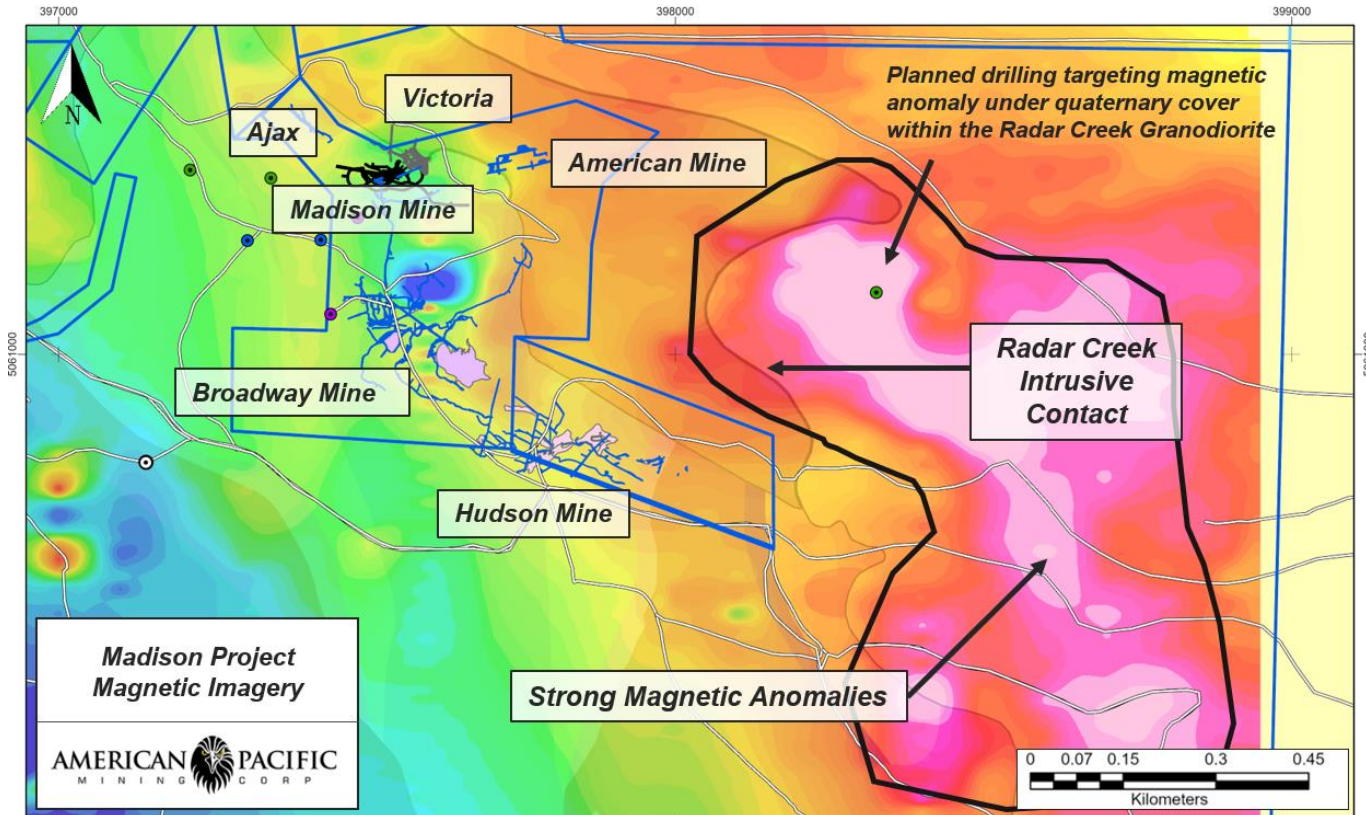 397000
398000
399000
Planned drilling targeting magnetic
anomaly under quaternary cover
within the Radar Creek Granodiorite
Victoria
Ajax
American Mine
N
Madison Mine
5061000
Radar Creek
Intrusive
Contact
Broadway Mine
Hudson Mine
Strong Magnetic Anomalies
Madison Project
Magnetic Imagery
AMERICAN PACIFIC
MINING CORP
0 0.07 0.15 0.3 0.45
Kilometers